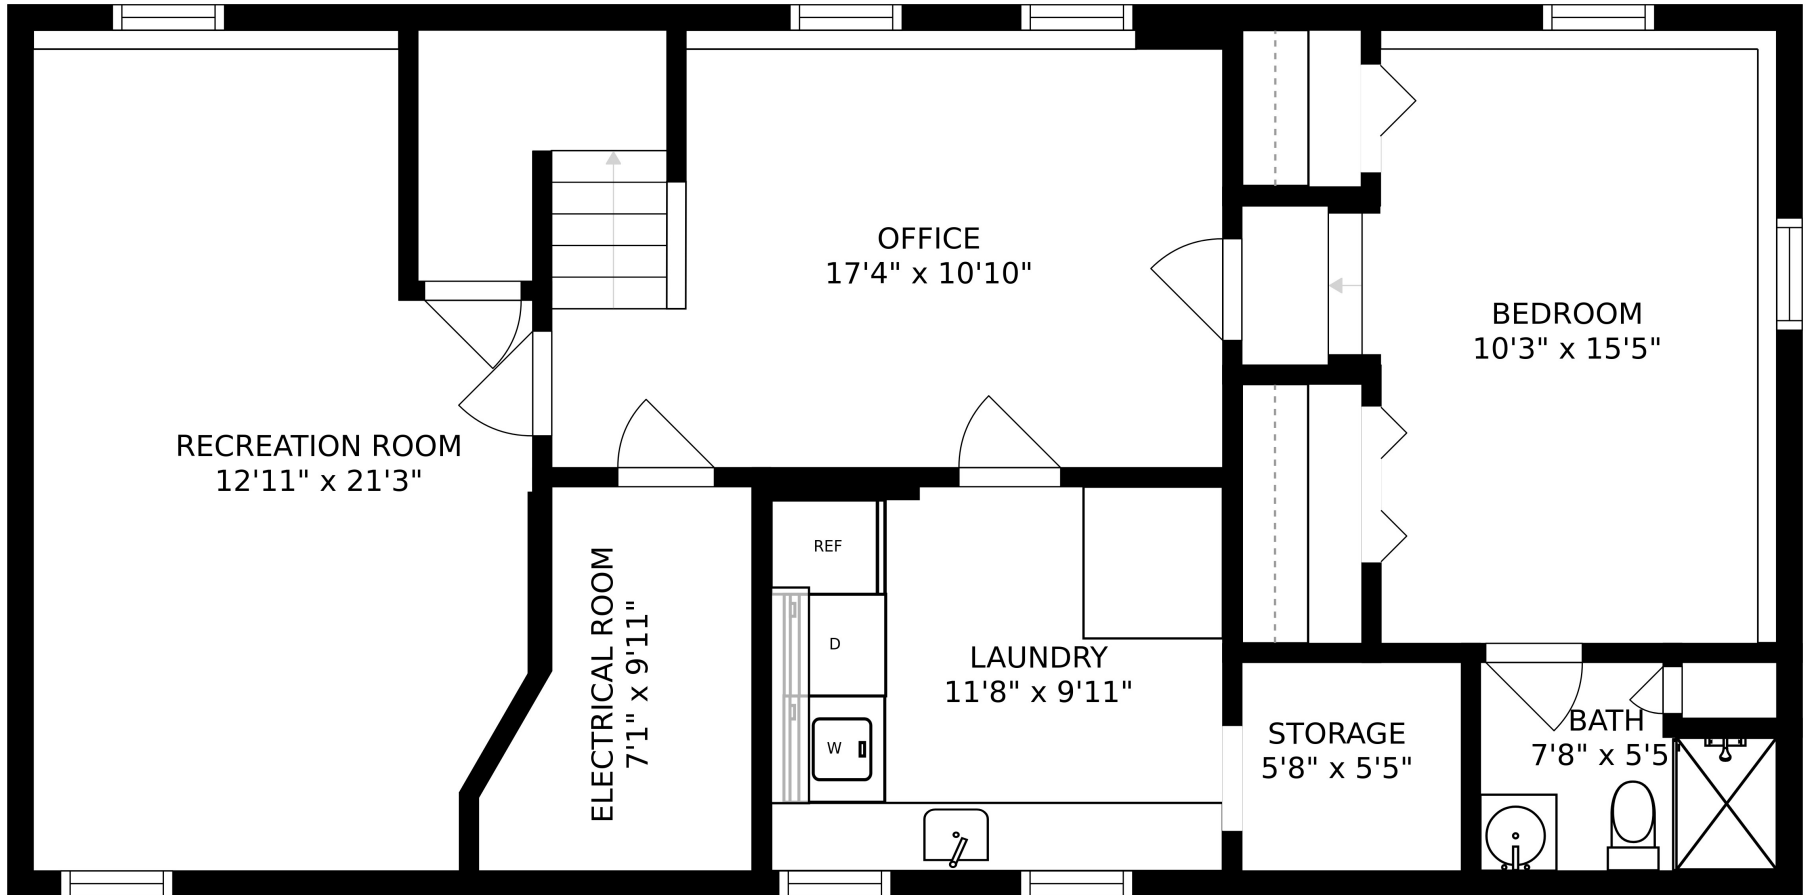 OFFICE
17'4" x 10'10"
BEDROOM
10'3" x 15'5"
RECREATION ROOM
12'11" x 21'3"
ELECTRICAL ROOM
7'1" x 9'11"
REF
D
W
LAUNDRY
11'8" x 9'11"
STORAGE
5'8" x 5'5"
BATH
7'8" x 5'5